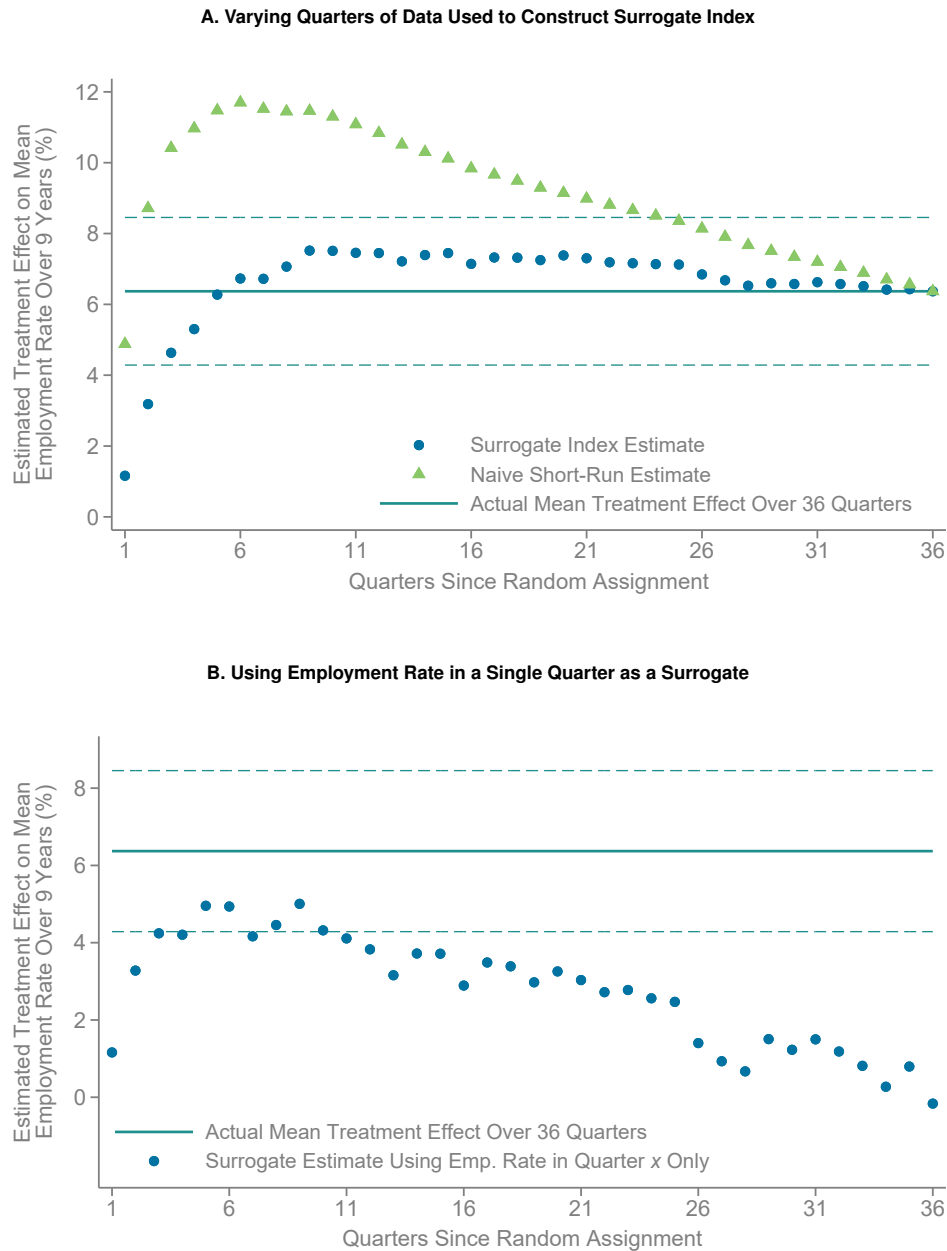 A. Varying Quarters of Data Used to Construct Surrogate Index
Estimated Treatment Effect on Mean
Employment Rate Over 9 Years (%)
12
10
8
6
4
2
0
Surrogate Index Estimate
Naive Short-Run Estimate
Actual Mean Treatment Effect Over 36 Quarters
1 6 11 16 21 26 31 36
Quarters Since Random Assignment
B. Using Employment Rate in a Single Quarter as a Surrogate
Estimated Treatment Effect on Mean
Employment Rate Over 9 Years (%)
8
6
4
2
0
Actual Mean Treatment Effect Over 36 Quarters
Surrogate Estimate Using Emp. Rate in Quarter x Only
1 6 11 16 21 26 31 36
Quarters Since Random Assignment